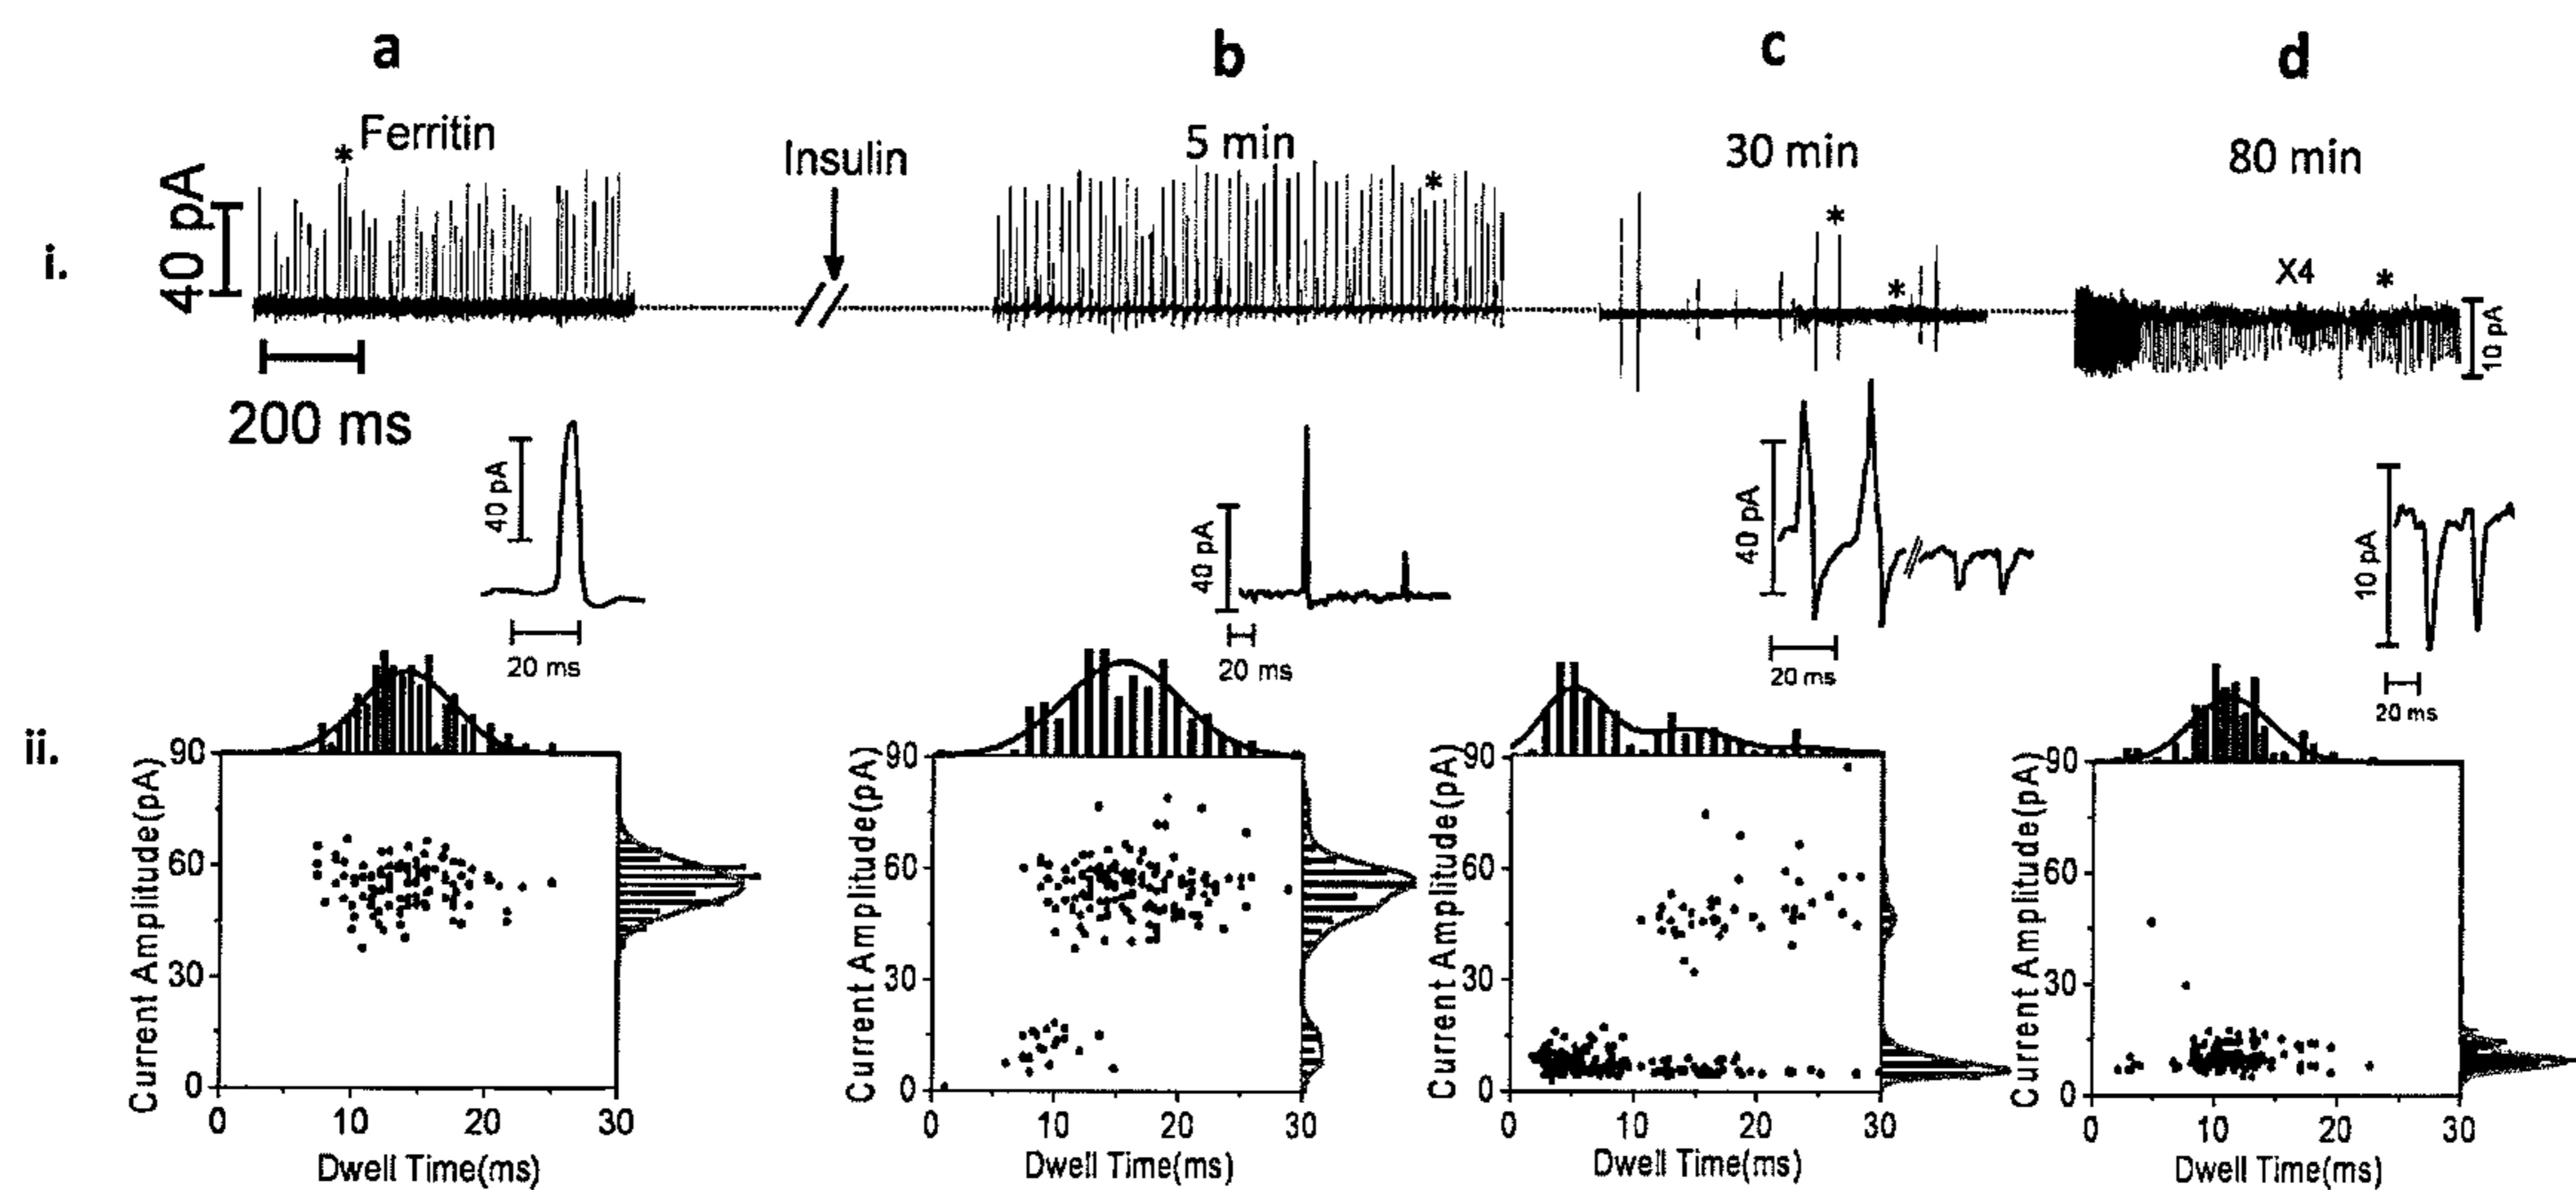 a b c d
Ferritin
*
Insulin
5 min
*
30 min
*
*
80 min
X4
*
i.
40 pA
10 pA
200 ms
40 pA
20 ms
40 pA
20 ms
40 pA
20 ms
10 pA
20 ms
ii.
Current Amplitude(pA)
90
60
30
0
0 10 20 30
Dwell Time(ms)
Current Amplitude(pA)
90
60
30
0
0 10 20 30
Dwell Time(ms)
Current Amplitude(pA)
90
60
30
0
0 10 20 30
Dwell Time(ms)
Current Amplitude(pA)
90
60
30
0
0 10 20 30
Dwell Time(ms)